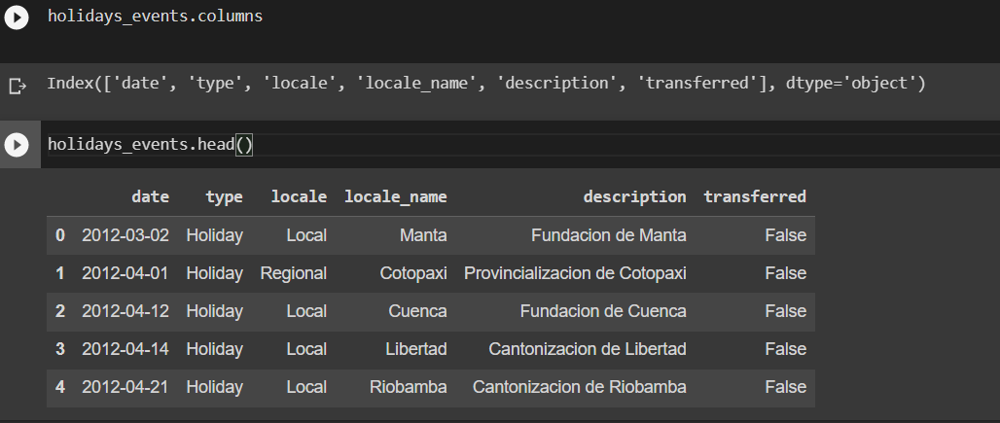 holidays_events.columns
Index(['date', 'type', 'locale', 'locale_name', 'description', 'transferred'], dtype='object')
holidays_events.head()
date type locale locale_name description transferred
0 2012-03-02 Holiday Local Manta Fundacion de Manta False
1 2012-04-01 Holiday Regional Cotopaxi Provincializacion de Cotopaxi False
2 2012-04-12 Holiday Local Cuenca Fundacion de Cuenca False
3 2012-04-14 Holiday Local Libertad Cantonizacion de Libertad False
4 2012-04-21 Holiday Local Riobamba Cantonizacion de Riobamba False